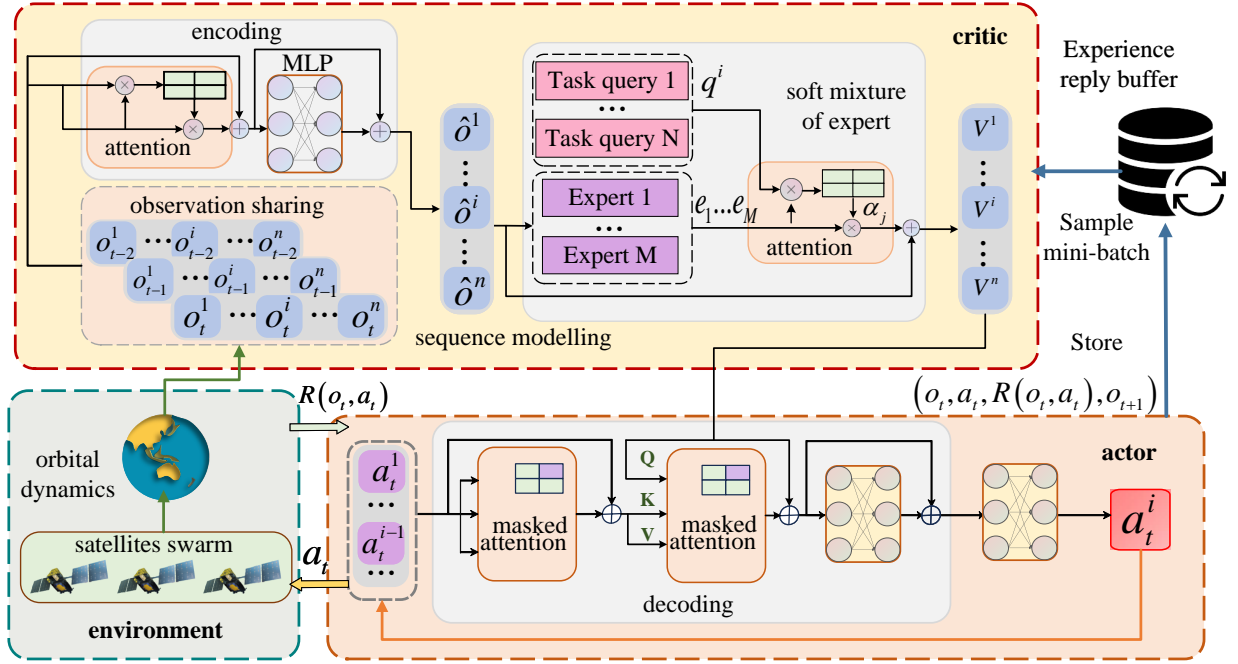 encoding
MLP
attention
observation sharing
o^1_{t-2} ... o^i_{t-2} ... o^n_{t-2}
o^1_{t-1} ... o^i_{t-1} ... o^n_{t-1}
o^1_t ... o^i_t ... o^n_t
ô^1
...
ô^i
...
ô^n
sequence modelling
Task query 1
...
Task query N
q^i
Expert 1
...
Expert M
e_1...e_M
soft mixture
of expert
α_j
attention
critic
V^1
...
V^i
...
V^n
Experience
reply buffer
Sample
mini-batch
Store
(o_t, a_t, R(o_t, a_t), o_{t+1})
R(o_t, a_t)
orbital
dynamics
satellites swarm
environment
a_t
a^1_t
...
a^{i-1}_t
...
masked
attention
Q
K
V
masked
attention
decoding
actor
a^i_t